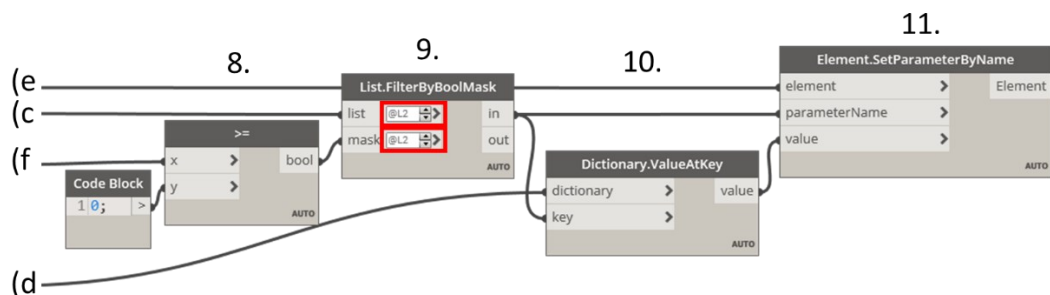 11.
9.
8.
10.
Element.SetParameterByName
(e
List.FilterByBoolMask
element
Element
(c
list
@L2
>
in
parameterName
>
>=
mask
@L2
>
out
value
>
(f
x
>
bool
AUTO
Dictionary.ValueAtKey
AUTO
Code Block
y
>
dictionary
>
value
1 0;
>
AUTO
key
>
AUTO
(d